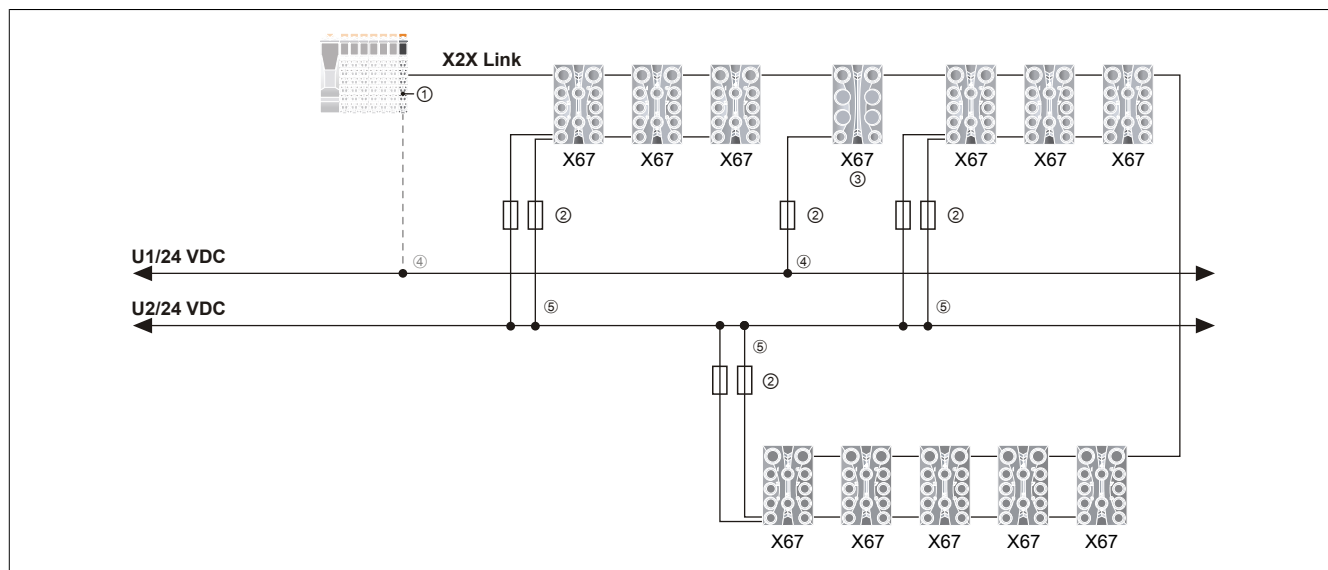 X2X Link
①
X67 X67 X67 X67 X67 X67 X67
③
② ② ②
U1/24 VDC ④ ④
U2/24 VDC ⑤ ⑤
⑤
②
X67 X67 X67 X67 X67